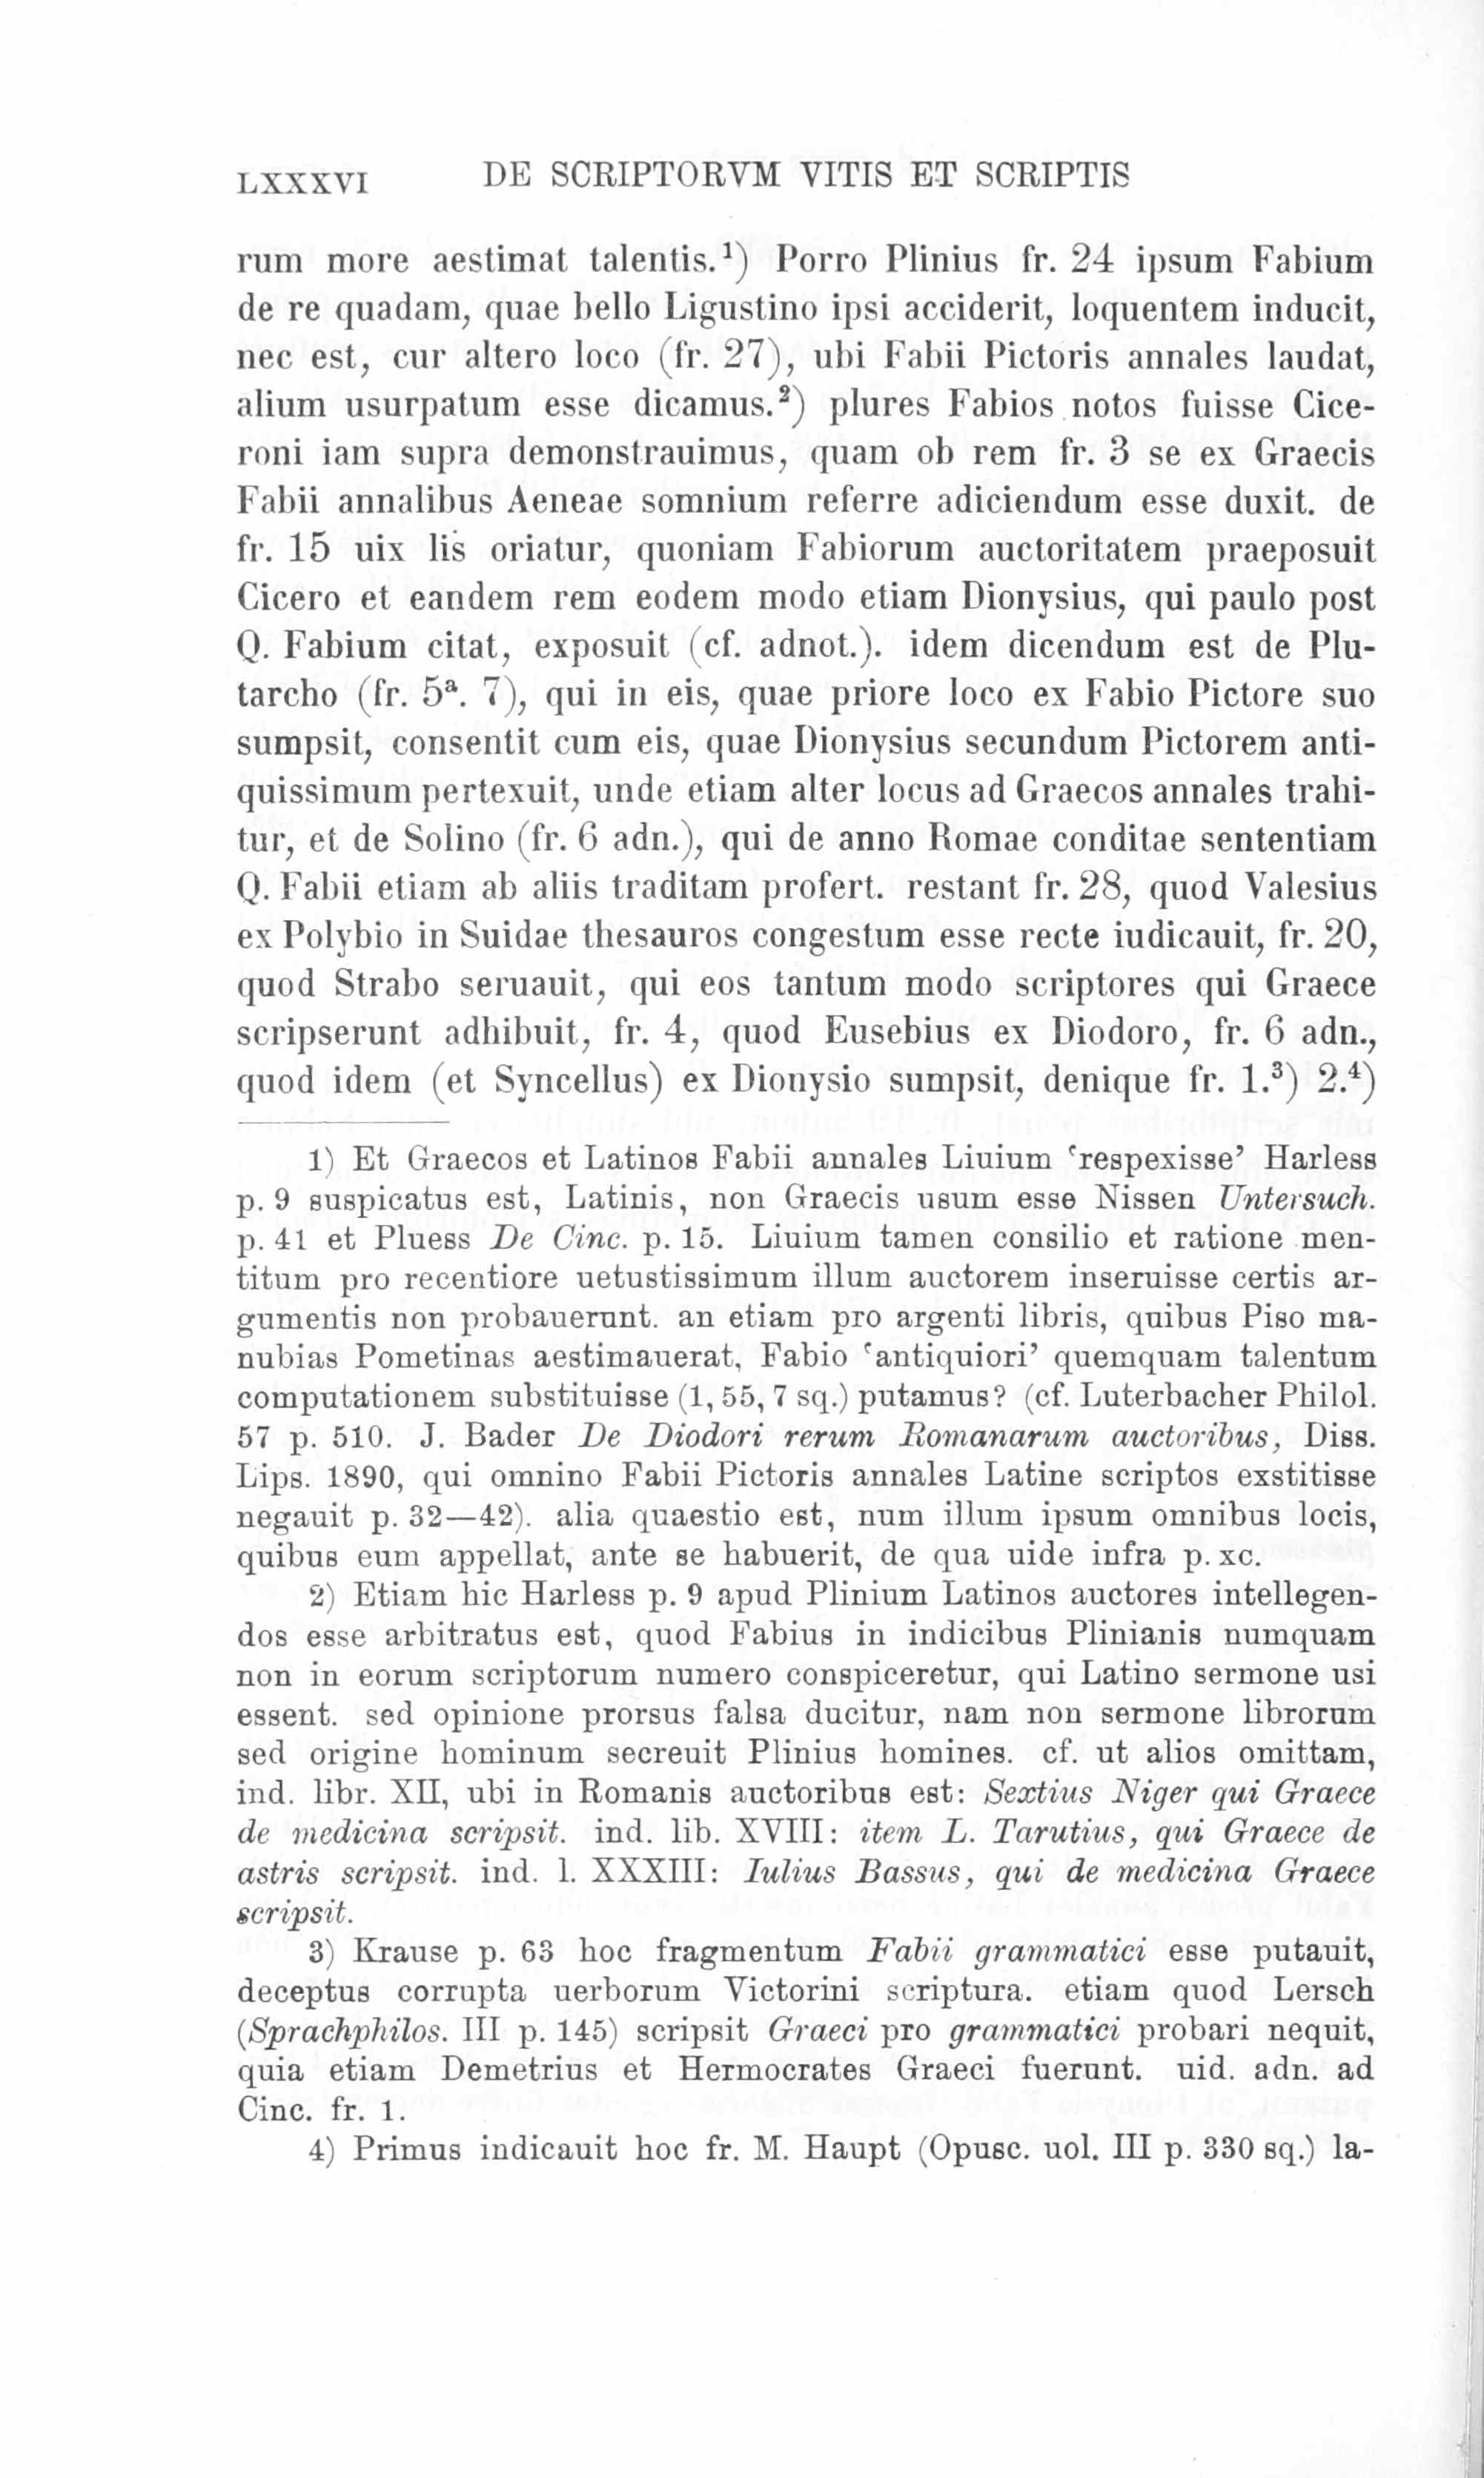 LXXXVI DE SCRIPTORVM VITIS ET SCRIPTIS
rum more aestimat talentis.¹) Porro Plinius fr. 24 ipsum Fabium
de re quadam, quae bello Ligustino ipsi acciderit, loquentem inducit,
nec est, cur altero loco (fr. 27), ubi Fabii Pictoris annales laudat,
alium usurpatum esse dicamus.²) plures Fabios notos fuisse Cice-
roni iam supra demonstrauimus, quam ob rem fr. 3 se ex Graecis
Fabii annalibus Aeneae somnium referre adiciendum esse duxit. de
fr. 15 uix lis oriatur, quoniam Fabiorum auctoritatem praeposuit
Cicero et eandem rem eodem modo etiam Dionysius, qui paulo post
Q. Fabium citat, exposuit (cf. adnot.). idem dicendum est de Plu-
tarcho (fr. 5ᵃ. 7), qui in eis, quae priore loco ex Fabio Pictore suo
sumpsit, consentit cum eis, quae Dionysius secundum Pictorem anti-
quissimum pertexuit, unde etiam alter locus ad Graecos annales trahi-
tur, et de Solino (fr. 6 adn.), qui de anno Romae conditae sententiam
Q. Fabii etiam ab aliis traditam profert. restant fr. 28, quod Valesius
ex Polybio in Suidae thesauros congestum esse recte iudicauit, fr. 20,
quod Strabo seruauit, qui eos tantum modo scriptores qui Graece
scripserunt adhibuit, fr. 4, quod Eusebius ex Diodoro, fr. 6 adn.,
quod idem (et Syncellus) ex Dionysio sumpsit, denique fr. 1.³) 2.⁴)
1) Et Graecos et Latinos Fabii annales Liuium ‘respexisse’ Harless
p. 9 suspicatus est, Latinis, non Graecis usum esse Nissen Untersuch.
p. 41 et Pluess De Cinc. p. 15. Liuium tamen consilio et ratione men-
titum pro recentiore uetustissimum illum auctorem inseruisse certis ar-
gumentis non probauerunt. an etiam pro argenti libris, quibus Piso ma-
nubias Pometinas aestimauerat, Fabio ‘antiquiori’ quemquam talentum
computationem substituisse (1, 55, 7 sq.) putamus? (cf. Luterbacher Philol.
57 p. 510. J. Bader De Diodori rerum Romanarum auctoribus, Diss.
Lips. 1890, qui omnino Fabii Pictoris annales Latine scriptos exstitisse
negauit p. 32—42). alia quaestio est, num illum ipsum omnibus locis,
quibus eum appellat, ante se habuerit, de qua uide infra p. xc.
2) Etiam hic Harless p. 9 apud Plinium Latinos auctores intellegen-
dos esse arbitratus est, quod Fabius in indicibus Plinianis numquam
non in eorum scriptorum numero conspiceretur, qui Latino sermone usi
essent. sed opinione prorsus falsa ducitur, nam non sermone librorum
sed origine hominum secreuit Plinius homines. cf. ut alios omittam,
ind. libr. XII, ubi in Romanis auctoribus est: Sextius Niger qui Graece
de medicina scripsit. ind. lib. XVIII: item L. Tarutius, qui Graece de
astris scripsit. ind. l. XXXIII: Iulius Bassus, qui de medicina Graece
scripsit.
3) Krause p. 63 hoc fragmentum Fabii grammatici esse putauit,
deceptus corrupta uerborum Victorini scriptura. etiam quod Lersch
(Sprachphilos. III p. 145) scripsit Graeci pro grammatici probari nequit,
quia etiam Demetrius et Hermocrates Graeci fuerunt. uid. adn. ad
Cinc. fr. 1.
4) Primus indicauit hoc fr. M. Haupt (Opusc. uol. III p. 330 sq.) la-